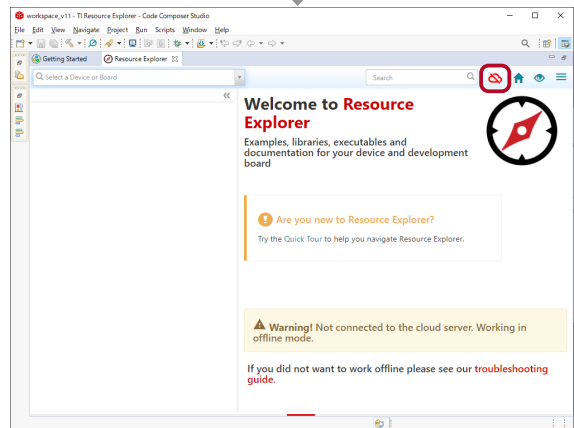 workspace_v11 - TI Resource Explorer - Code Composer Studio
File Edit View Navigate Project Run Scripts Window Help
Getting Started Resource Explorer
Select a Device or Board
Search
Welcome to Resource
Explorer
Examples, libraries, executables and
documentation for your device and development
board
Are you new to Resource Explorer?
Try the Quick Tour to help you navigate Resource Explorer.
Warning! Not connected to the cloud server. Working in
offline mode.
If you did not want to work offline please see our troubleshooting
guide.